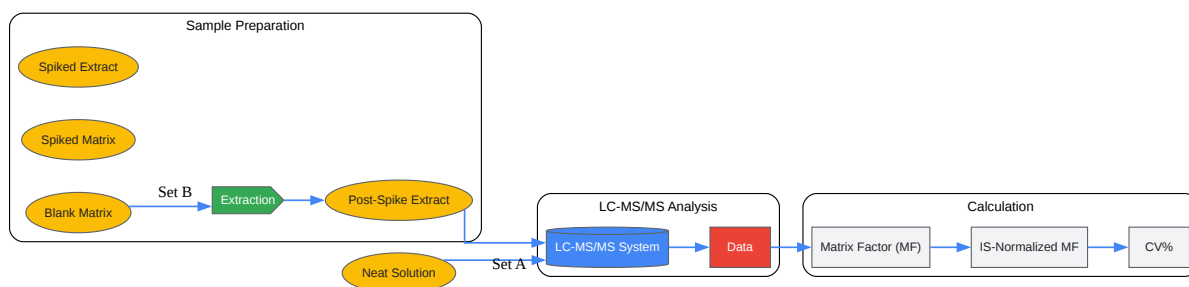 Sample Preparation
Spiked Extract
Spiked Matrix
Blank Matrix
Set B
Extraction
Post-Spike Extract
Neat Solution
Set A
LC-MS/MS Analysis
LC-MS/MS System
Data
Calculation
Matrix Factor (MF)
IS-Normalized MF
CV%